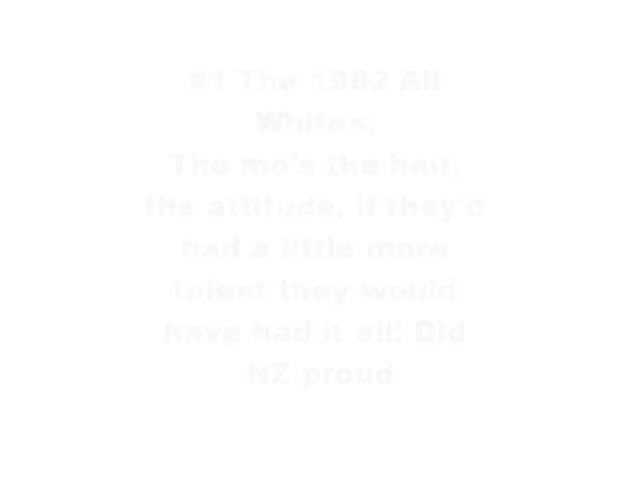 #1 The 1982 All
Whites:
The mo's the hair,
the attitude, if they'd
had a little more
talent they would
have had it all! Did
NZ proud